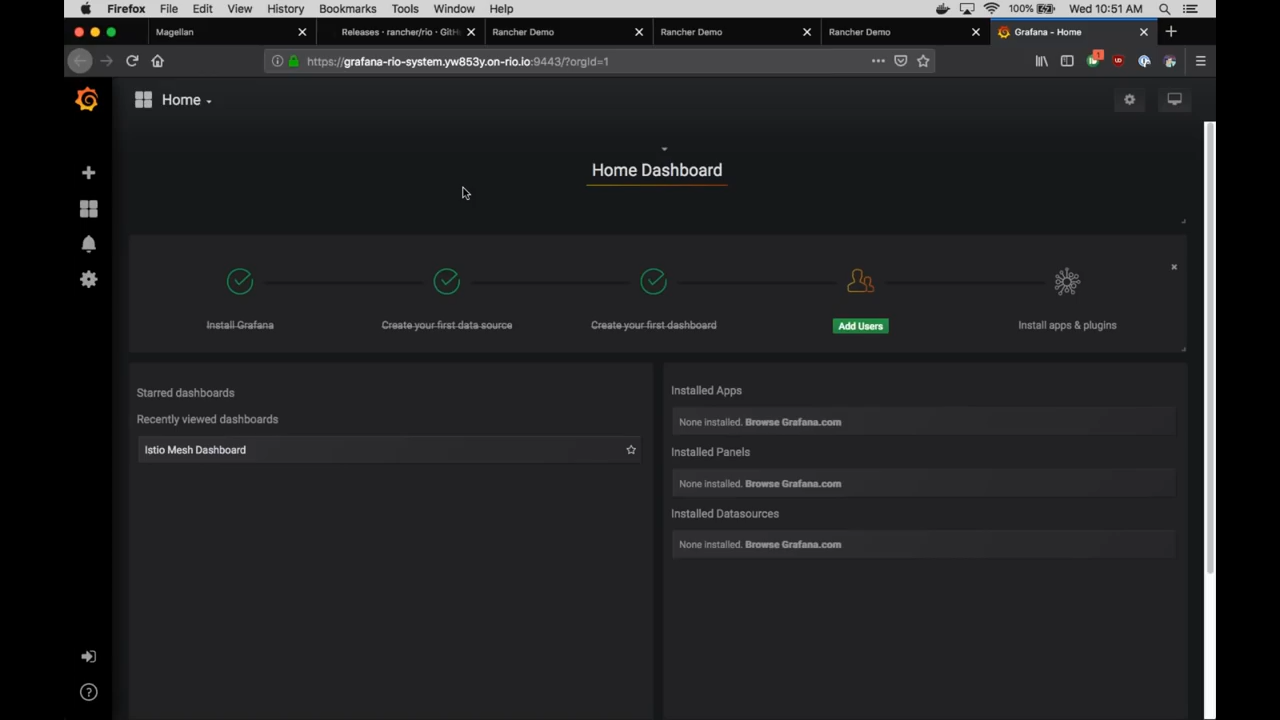 Firefox File Edit View History Bookmarks Tools Window Help 100% Wed 10:51 AM
Magellan Releases · rancher/rio · GitH Rancher Demo Rancher Demo Rancher Demo Grafana - Home
https://grafana-rio-system.yw853y.on-rio.io:9443/?orgId=1
1
Home
Home Dashboard
Install Grafana Create your first data source Create your first dashboard Add Users Install apps & plugins
Starred dashboards
Recently viewed dashboards
Istio Mesh Dashboard
Installed Apps
None installed. Browse Grafana.com
Installed Panels
None installed. Browse Grafana.com
Installed Datasources
None installed. Browse Grafana.com